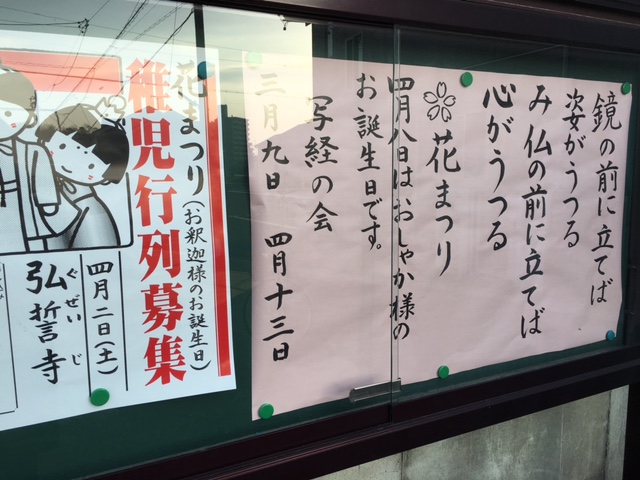 鏡の前に立てば
姿がうつる
み仏の前に立てば
心がうつる
花まつり
四月八日はおしゃか様の
お誕生日です。
写経の会
三月九日 四月十三日
花まつり(お釈迦様のお誕生日)
稚児行列募集
四月二日(土)
弘誓寺
ぐぜいじ